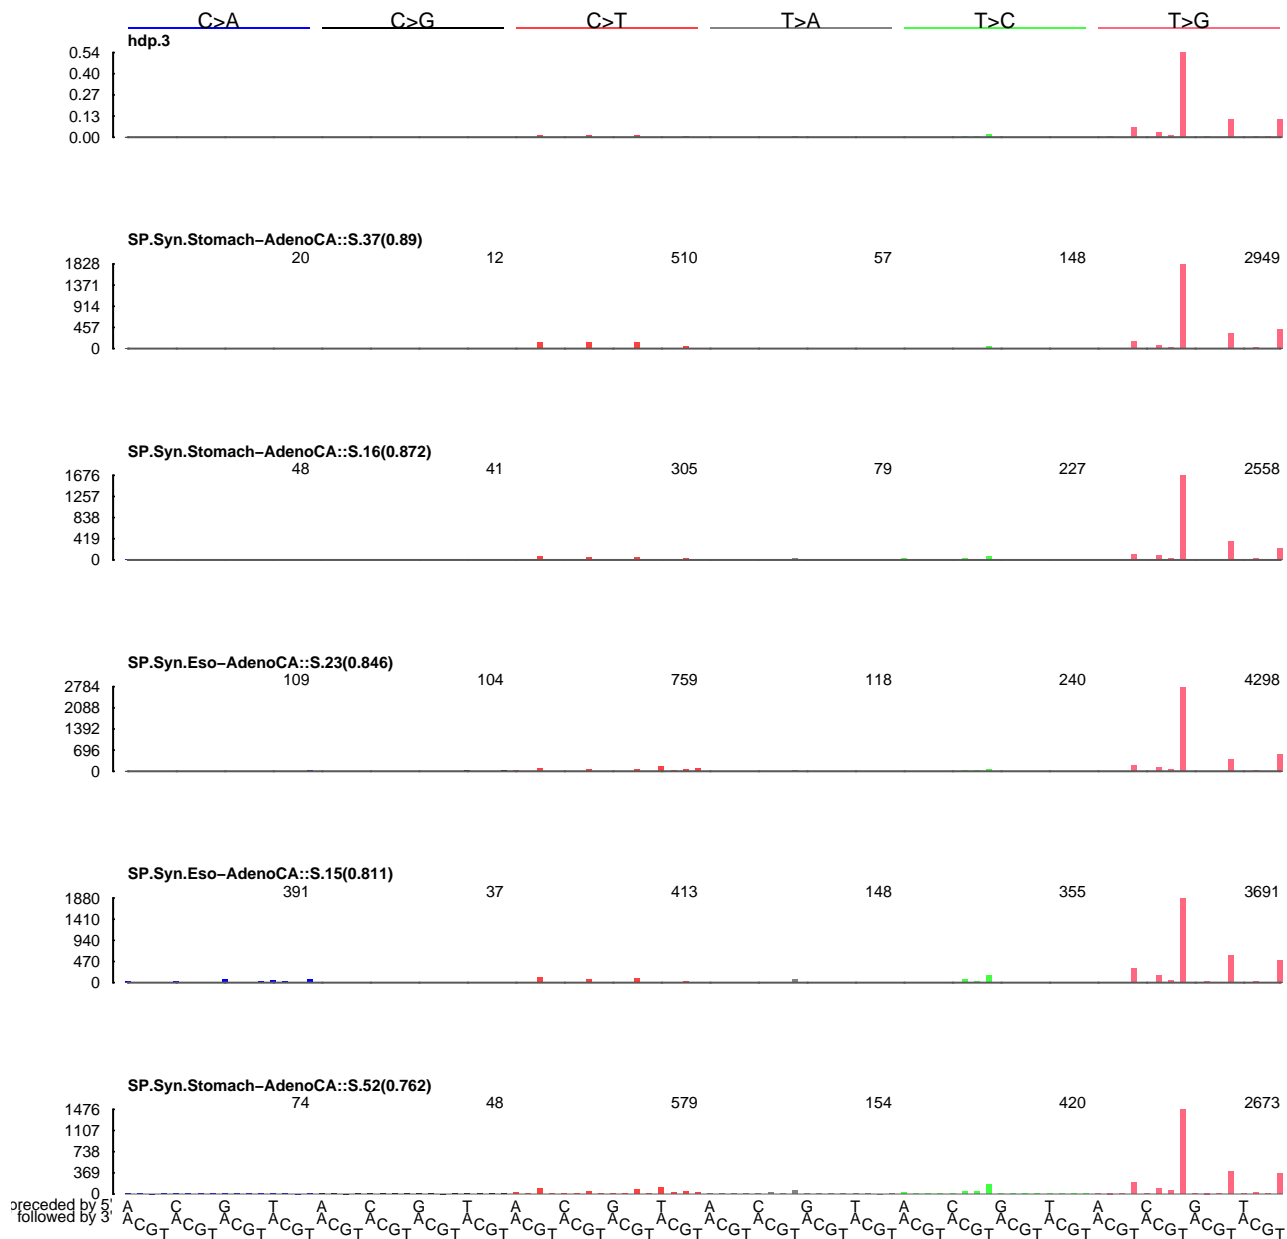 C>A C>G C>T T>A T>C T>G
hdp.3
0.54
0.40
0.27
0.13
0.00
SP.Syn.Stomach−AdenoCA::S.37(0.89)
20 12 510 57 148 2949
1828
1371
914
457
0
SP.Syn.Stomach−AdenoCA::S.16(0.872)
48 41 305 79 227 2558
1676
1257
838
419
0
SP.Syn.Eso−AdenoCA::S.23(0.846)
109 104 759 118 240 4298
2784
2088
1392
696
0
SP.Syn.Eso−AdenoCA::S.15(0.811)
391 37 413 148 355 3691
1880
1410
940
470
0
SP.Syn.Stomach−AdenoCA::S.52(0.762)
74 48 579 154 420 2673
1476
1107
738
369
0
preceded by 5' A C G T A C G T A C G T A C G T A C G T A C G T
followed by 3' A C G T A C G T A C G T A C G T A C G T A C G T A C G T A C G T A C G T A C G T A C G T A C G T A C G T A C G T A C G T A C G T A C G T A C G T A C G T A C G T A C G T A C G T A C G T A C G T